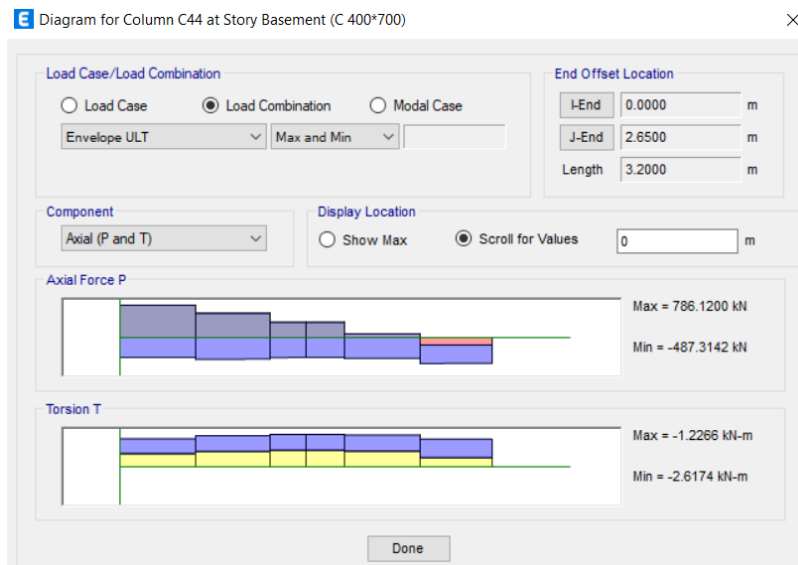 E Diagram for Column C44 at Story Basement (C 400*700)
Load Case/Load Combination
Load Case Load Combination Modal Case
Envelope ULT Max and Min
End Offset Location
I-End 0.0000 m
J-End 2.6500 m
Length 3.2000 m
Component
Axial (P and T)
Display Location
Show Max Scroll for Values 0 m
Axial Force P
Max = 786.1200 kN
Min = -487.3142 kN
Torsion T
Max = -1.2266 kN-m
Min = -2.6174 kN-m
Done